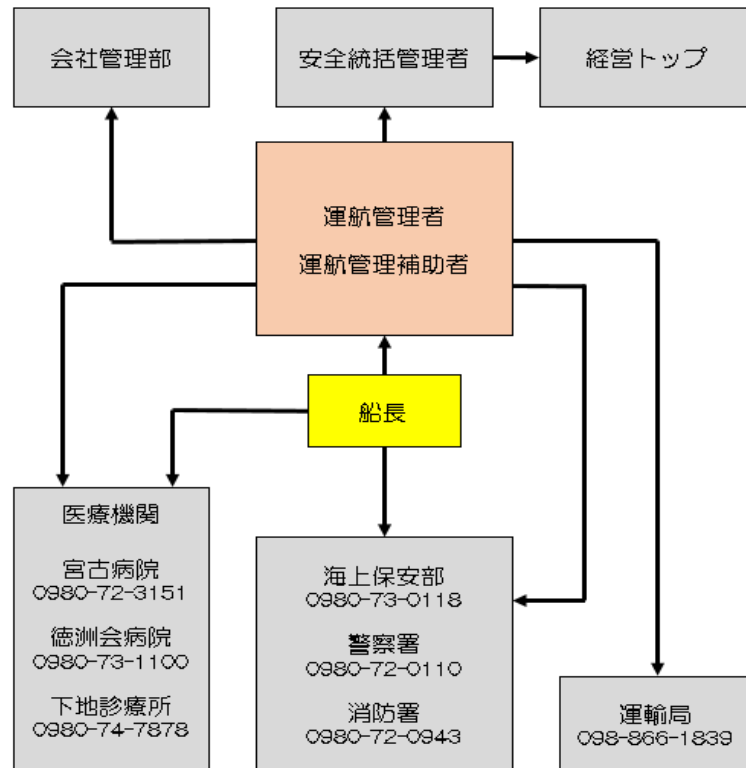 会社管理部
安全統括管理者
経営トップ
運航管理者
運航管理補助者
船長
医療機関
宮古病院
0980-72-3151
徳洲会病院
0980-73-1100
下地診療所
0980-74-7878
海上保安部
0980-73-0118
警察署
0980-72-0110
消防署
0980-72-0943
運輸局
098-866-1839